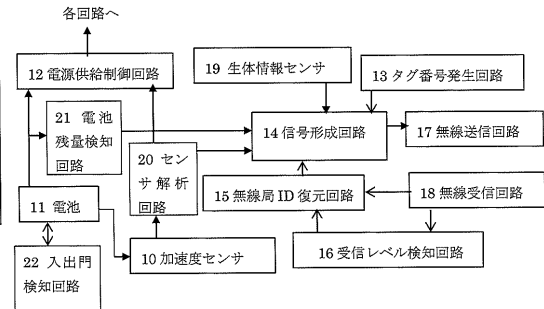 各回路へ
12 電源供給制御回路
19 生体情報センサ
13 タグ番号発生回路
21 電池
残量検知
回路
14 信号形成回路
17 無線送信回路
20 セン
サ解析
回路
15 無線局 ID 復元回路
18 無線受信回路
11 電池
16 受信レベル検知回路
10 加速度センサ
22 入出門
検知回路